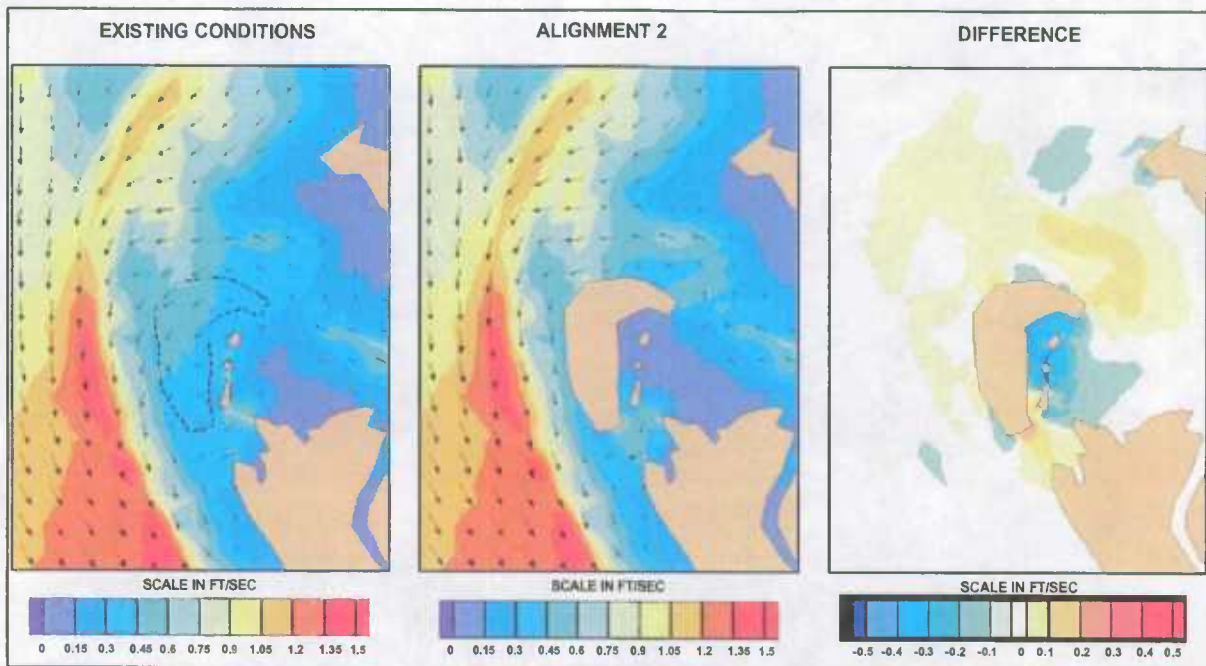 EXISTING CONDITIONS
ALIGNMENT 2
DIFFERENCE
SCALE IN FT/SEC
0 0.15 0.3 0.45 0.6 0.75 0.9 1.05 1.2 1.35 1.5
SCALE IN FT/SEC
0 0.15 0.3 0.45 0.6 0.75 0.9 1.05 1.2 1.35 1.5
SCALE IN FT/SEC
-0.5 -0.4 -0.3 -0.2 -0.1 0 0.1 0.2 0.3 0.4 0.5